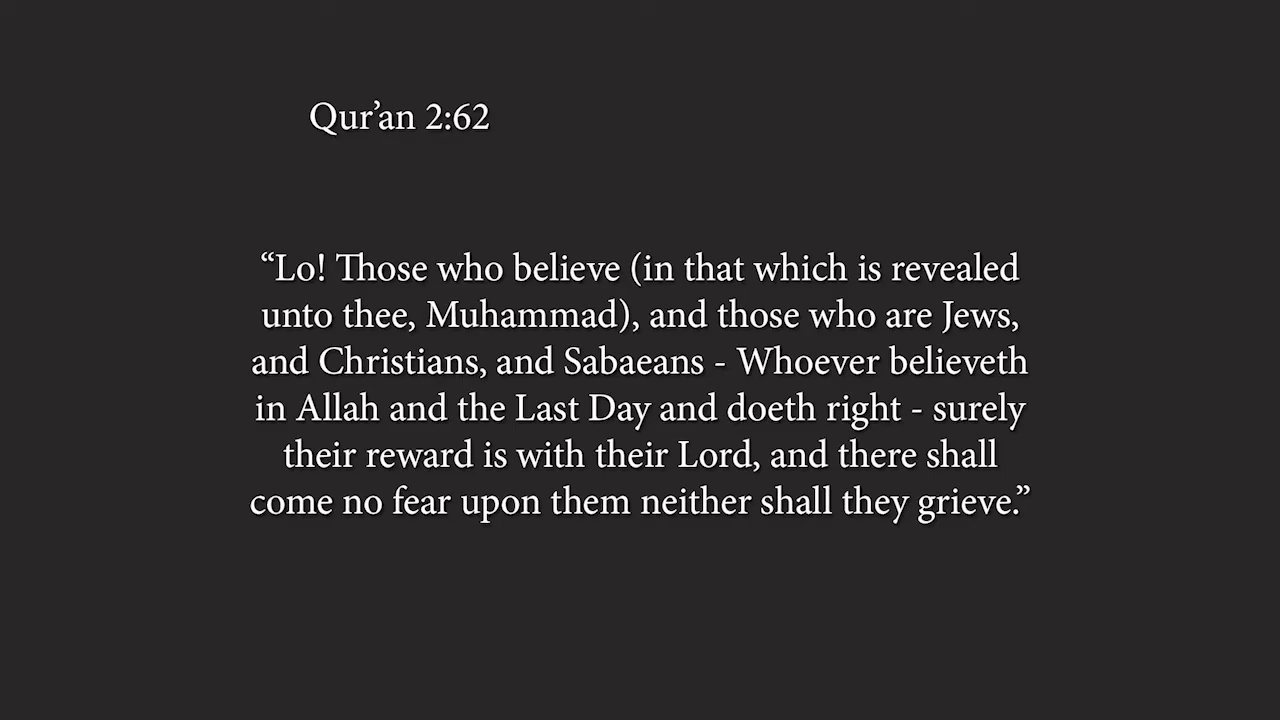 Qur’an 2:62
“Lo! Those who believe (in that which is revealed
unto thee, Muhammad), and those who are Jews,
and Christians, and Sabaeans - Whoever believeth
in Allah and the Last Day and doeth right - surely
their reward is with their Lord, and there shall
come no fear upon them neither shall they grieve.”